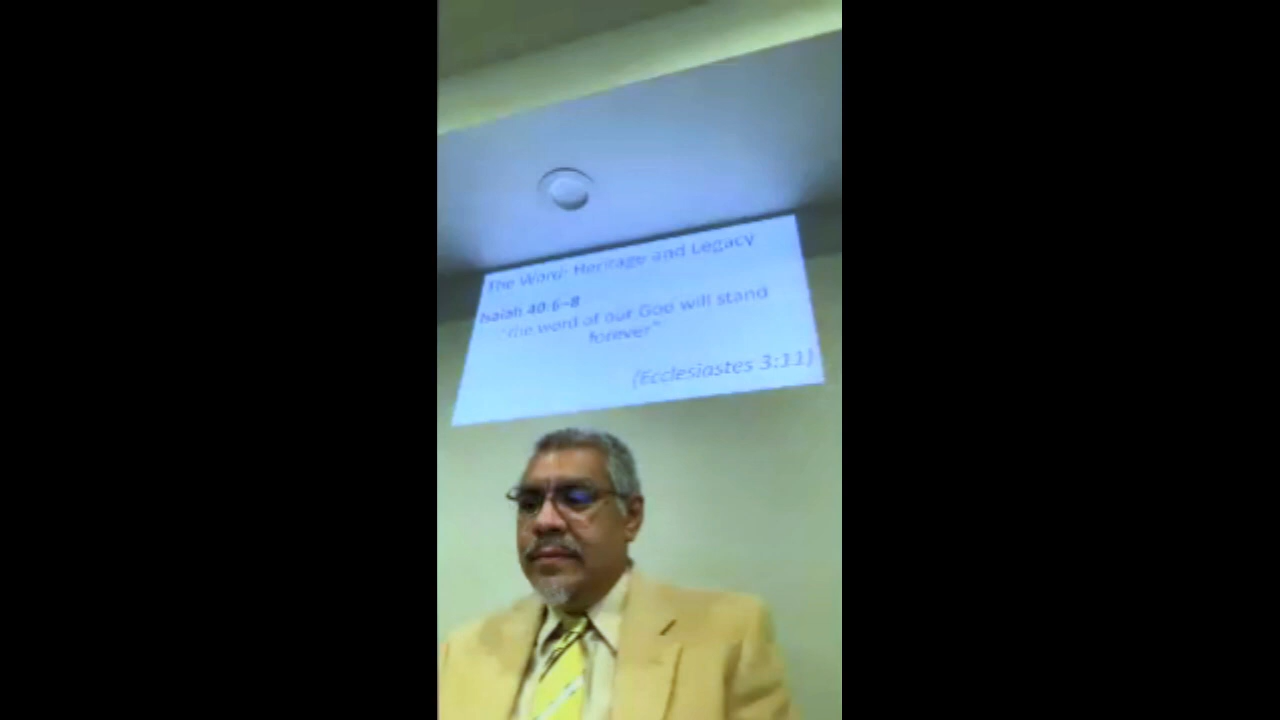 The Word: Heritage and Legacy
Isaiah 40:6–8
"the word of our God will stand
forever"
(Ecclesiastes 3:11)